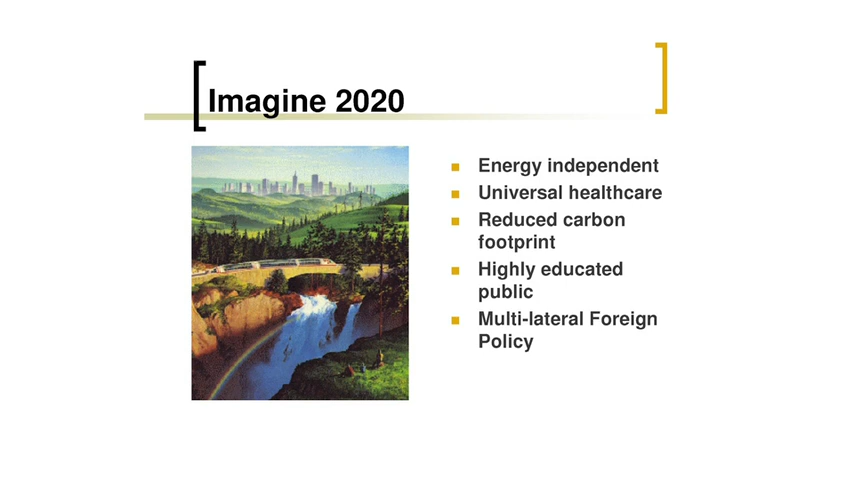 Imagine 2020
Energy independent
Universal healthcare
Reduced carbon
footprint
Highly educated
public
Multi-lateral Foreign
Policy